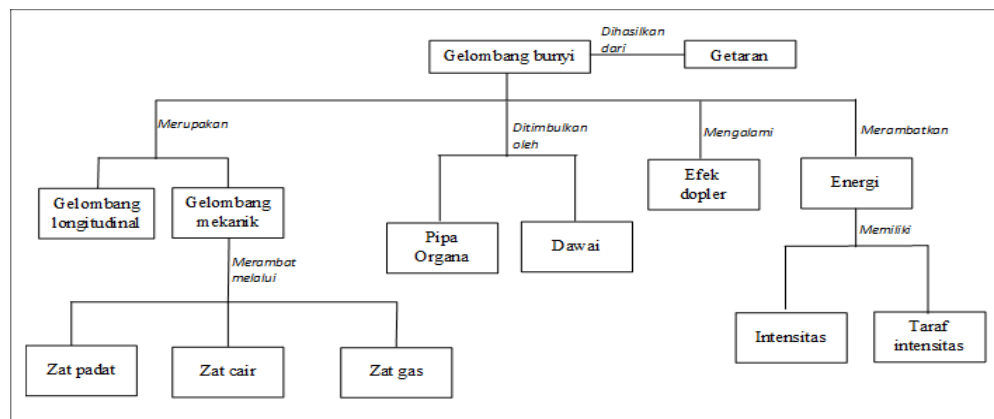 Dihasilkan
dari
Gelombang bunyi
Getaran
Merupakan
Ditimbulkan
oleh
Mengalami
Merambatkan
Gelombang
longitudinal
Gelombang
mekanik
Efek
dopler
Energi
Pipa
Organa
Dawai
Memiliki
Merambat
melalui
Intensitas
Taraf
intensitas
Zat padat
Zat cair
Zat gas